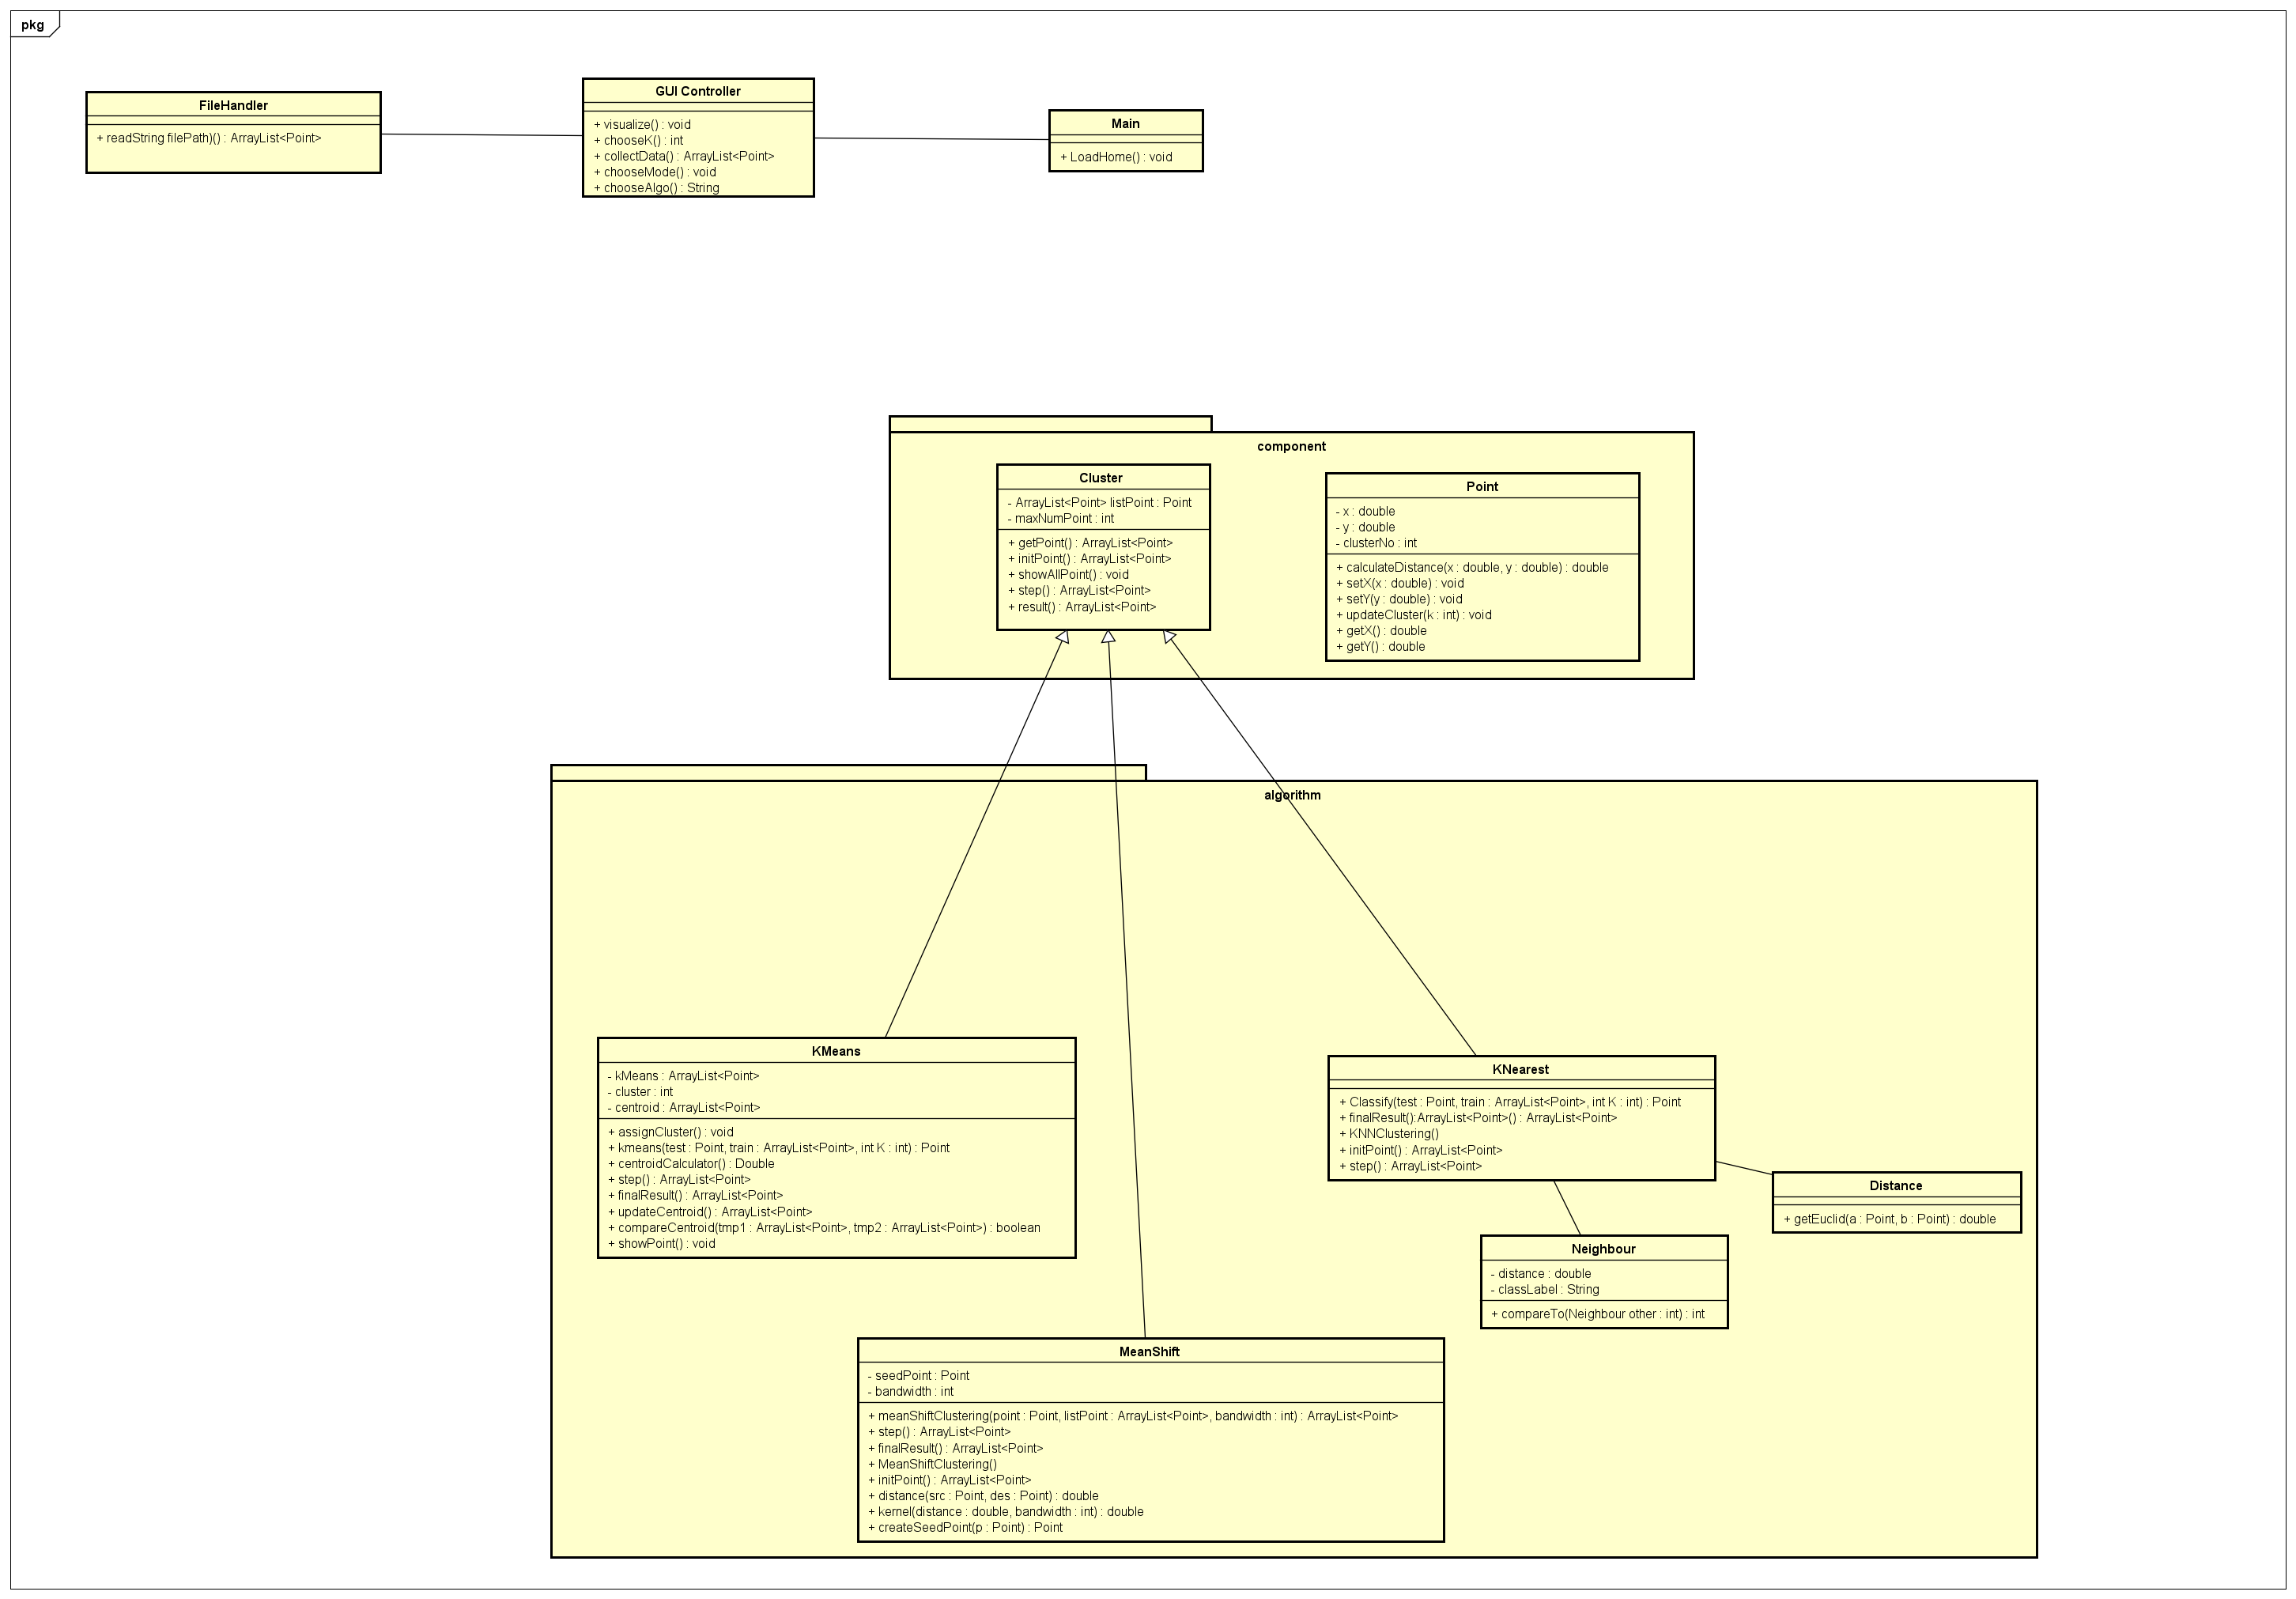 pkg
FileHandler
+ readString filePath)() : ArrayList<Point>
GUI Controller
+ visualize() : void
+ chooseK() : int
+ collectData() : ArrayList<Point>
+ chooseMode() : void
+ chooseAlgo() : String
Main
+ LoadHome() : void
component
Cluster
- ArrayList<Point> listPoint : Point
- maxNumPoint : int
+ getPoint() : ArrayList<Point>
+ initPoint() : ArrayList<Point>
+ showAllPoint() : void
+ step() : ArrayList<Point>
+ result() : ArrayList<Point>
Point
- x : double
- y : double
- clusterNo : int
+ calculateDistance(x : double, y : double) : double
+ setX(x : double) : void
+ setY(y : double) : void
+ updateCluster(k : int) : void
+ getX() : double
+ getY() : double
algorithm
KMeans
- kMeans : ArrayList<Point>
- cluster : int
- centroid : ArrayList<Point>
+ assignCluster() : void
+ kmeans(test : Point, train : ArrayList<Point>, int K : int) : Point
+ centroidCalculator() : Double
+ step() : ArrayList<Point>
+ finalResult() : ArrayList<Point>
+ updateCentroid() : ArrayList<Point>
+ compareCentroid(tmp1 : ArrayList<Point>, tmp2 : ArrayList<Point>) : boolean
+ showPoint() : void
KNearest
+ Classify(test : Point, train : ArrayList<Point>, int K : int) : Point
+ finalResult():ArrayList<Point>() : ArrayList<Point>
+ KNNClustering()
+ initPoint() : ArrayList<Point>
+ step() : ArrayList<Point>
Distance
+ getEuclid(a : Point, b : Point) : double
Neighbour
- distance : double
- classLabel : String
+ compareTo(Neighbour other : int) : int
MeanShift
- seedPoint : Point
- bandwidth : int
+ meanShiftClustering(point : Point, listPoint : ArrayList<Point>, bandwidth : int) : ArrayList<Point>
+ step() : ArrayList<Point>
+ finalResult() : ArrayList<Point>
+ MeanShiftClustering()
+ initPoint() : ArrayList<Point>
+ distance(src : Point, des : Point) : double
+ kernel(distance : double, bandwidth : int) : double
+ createSeedPoint(p : Point) : Point